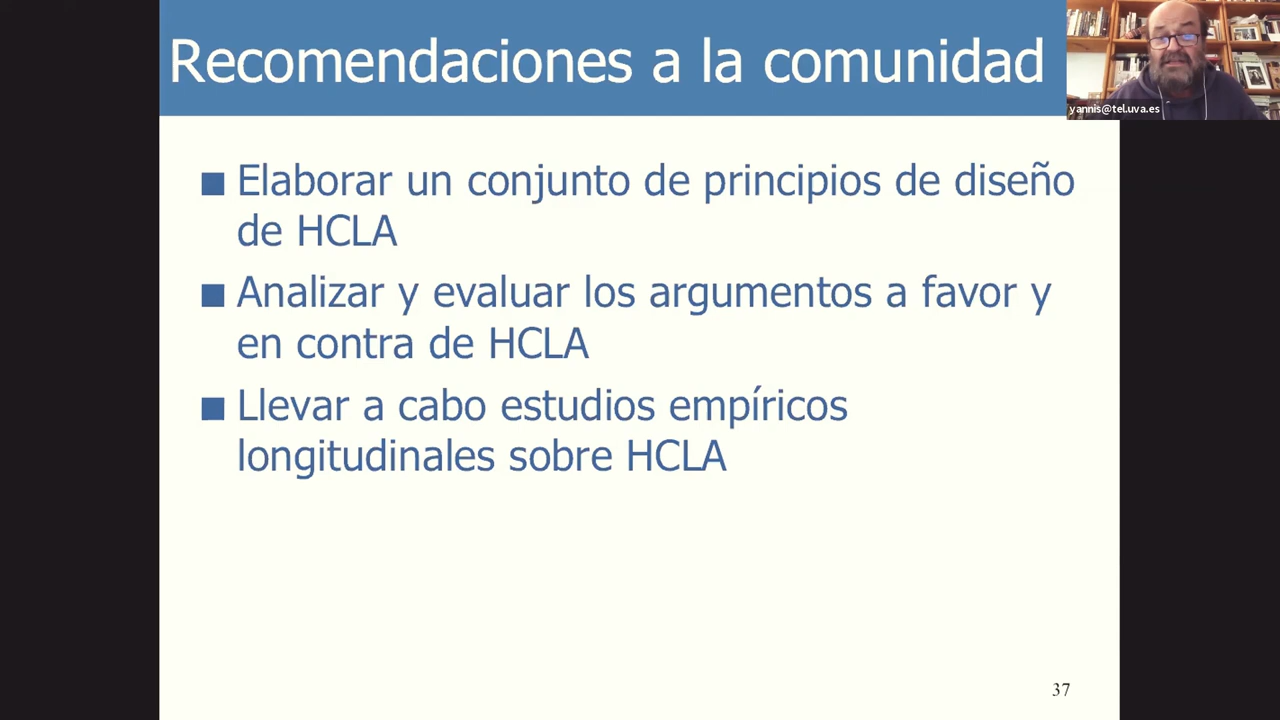 Recomendaciones a la comunidad
yannis@tel.uva.es
■ Elaborar un conjunto de principios de diseño
de HCLA
■ Analizar y evaluar los argumentos a favor y
en contra de HCLA
■ Llevar a cabo estudios empíricos
longitudinales sobre HCLA
37